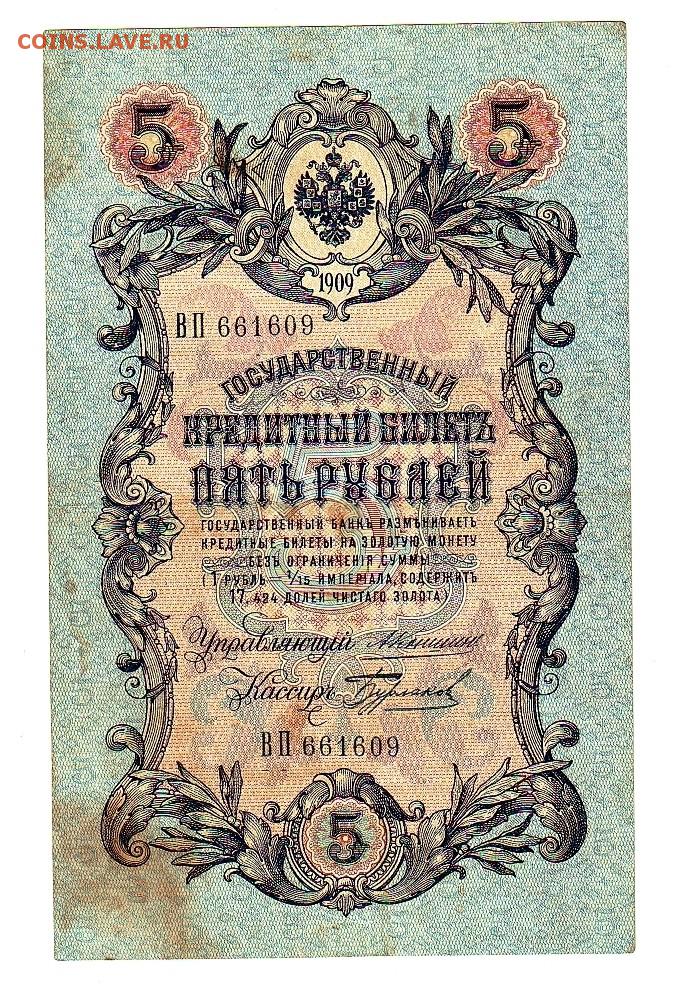 COINS.LAVE.RU
5 5
1909
ВП 661609
ГОСУДАРСТВЕННЫЙ
КРЕДИТНЫЙ БИЛЕТЪ
ПЯТЬ РУБЛЕЙ
ГОСУДАРСТВЕННЫЙ БАНКЪ РАЗМѢНИВАЕТЪ
КРЕДИТНЫЕ БИЛЕТЫ НА ЗОЛОТУЮ МОНЕТУ
БЕЗЪ ОГРАНИЧЕНІЯ СУММЫ
(1 РУБЛЬ = 1/15 ИМПЕРІАЛА, СОДЕРЖИТЪ
17,424 ДОЛЕЙ ЧИСТАГО ЗОЛОТА)
Управляющій
Кассиръ
ВП 661609
5